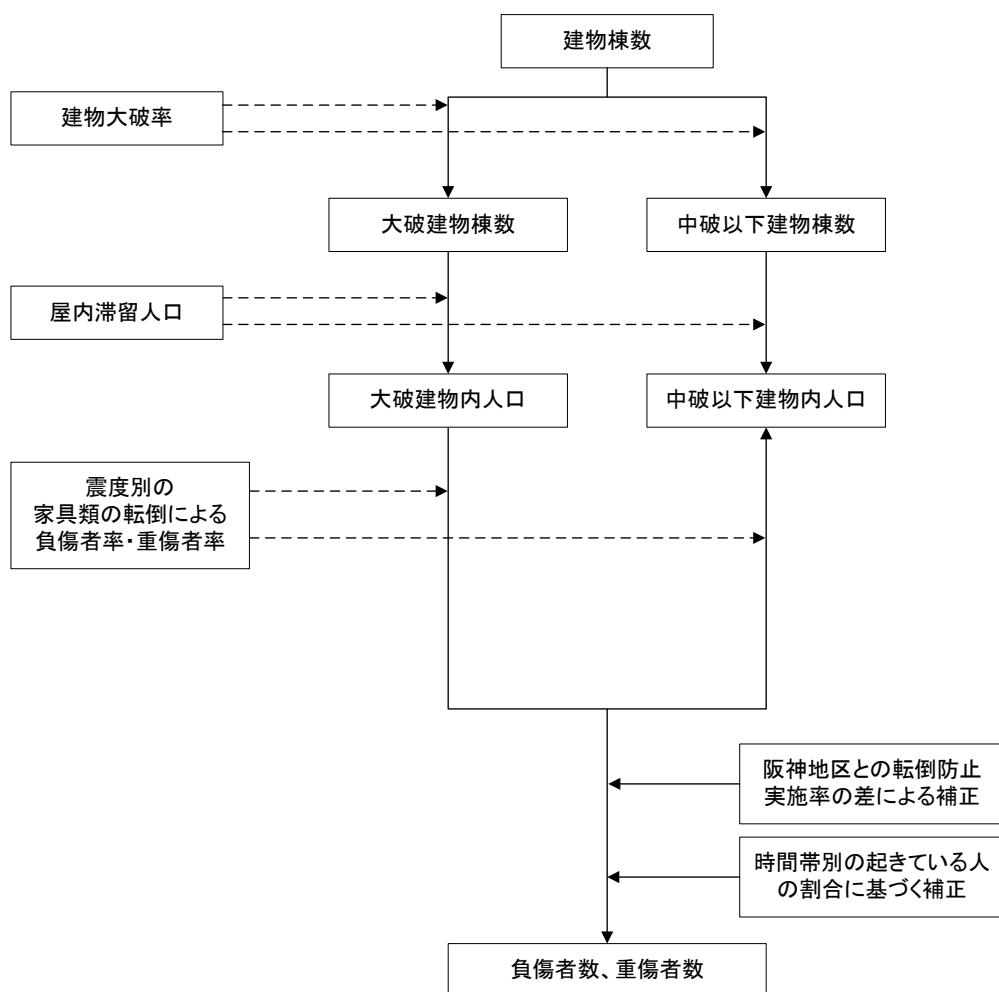 建物棟数
建物大破率
大破建物棟数
中破以下建物棟数
屋内滞留人口
大破建物内人口
中破以下建物内人口
震度別の
家具類の転倒による
負傷者率・重傷者率
阪神地区との転倒防止
実施率の差による補正
時間帯別の起きている人
の割合に基づく補正
負傷者数、重傷者数